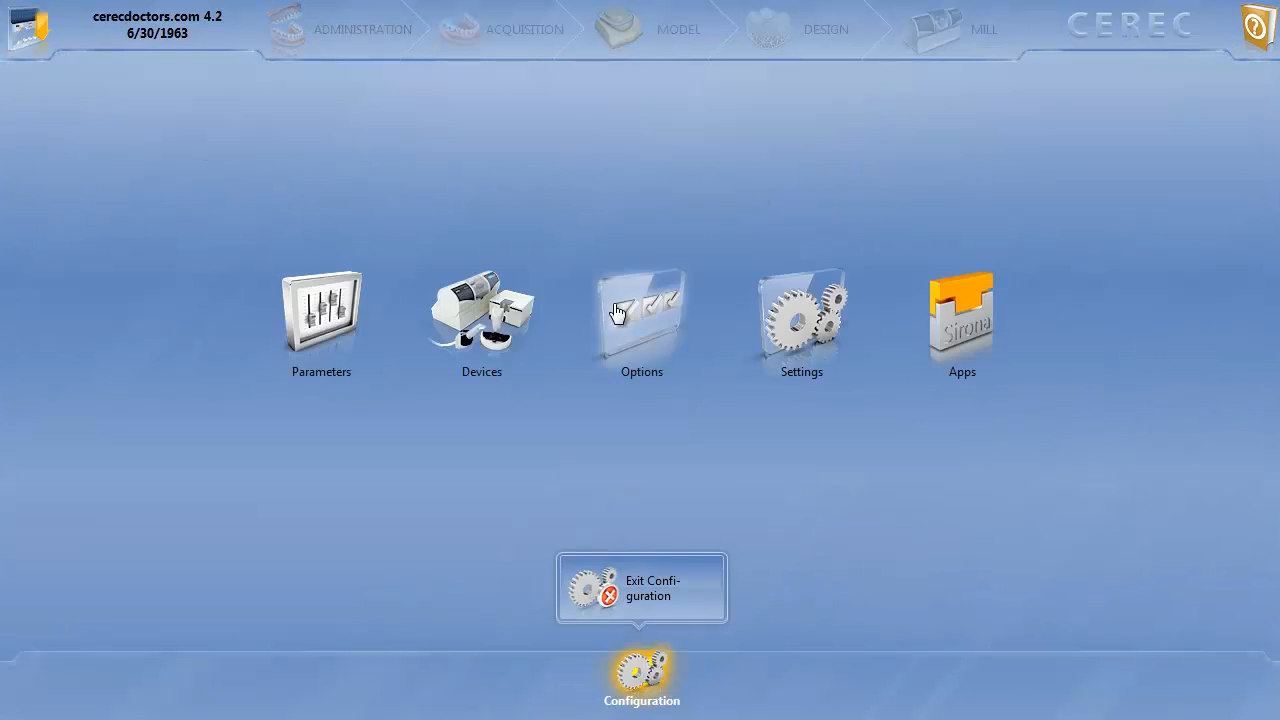 cerecdoctors.com 4.2
6/30/1963
ADMINISTRATION
ACQUISITION
MODEL
DESIGN
MILL
CEREC
?
Sirona
Parameters
Devices
Options
Settings
Apps
Exit Confi-
guration
Configuration